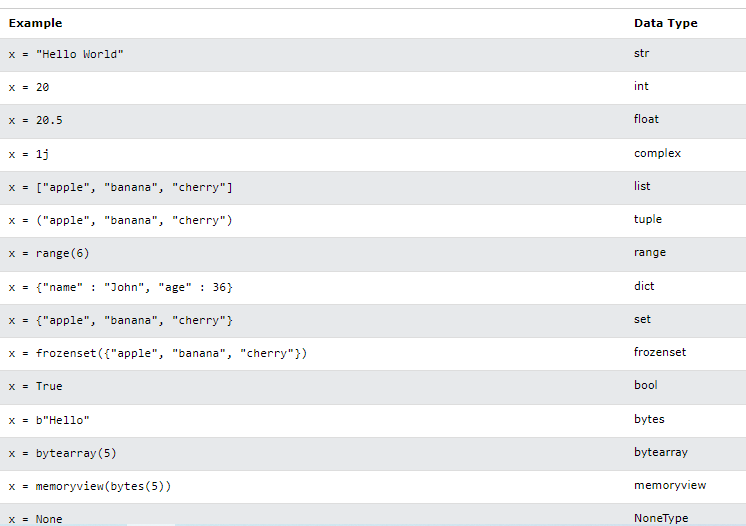 Example Data Type
x = "Hello World" str
x = 20 int
x = 20.5 float
x = 1j complex
x = ["apple", "banana", "cherry"] list
x = ("apple", "banana", "cherry") tuple
x = range(6) range
x = {"name" : "John", "age" : 36} dict
x = {"apple", "banana", "cherry"} set
x = frozenset({"apple", "banana", "cherry"}) frozenset
x = True bool
x = b"Hello" bytes
x = bytearray(5) bytearray
x = memoryview(bytes(5)) memoryview
x = None NoneType